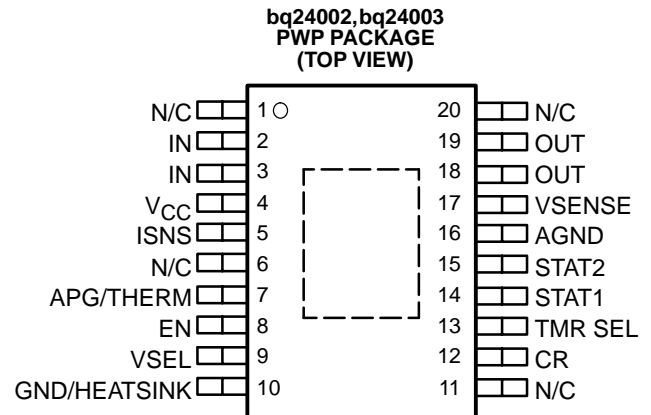 bq24002,bq24003
PWP PACKAGE
(TOP VIEW)
N/C 1 20 N/C
IN 2 19 OUT
IN 3 18 OUT
VCC 4 17 VSENSE
ISNS 5 16 AGND
N/C 6 15 STAT2
APG/THERM 7 14 STAT1
EN 8 13 TMR SEL
VSEL 9 12 CR
GND/HEATSINK 10 11 N/C